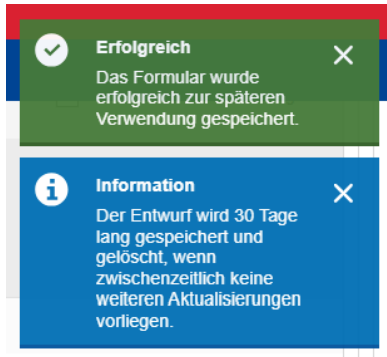 Erfolgreich
Das Formular wurde
erfolgreich zur späteren
Verwendung gespeichert.
Information
Der Entwurf wird 30 Tage
lang gespeichert und
gelöscht, wenn
zwischenzeitlich keine
weiteren Aktualisierungen
vorliegen.